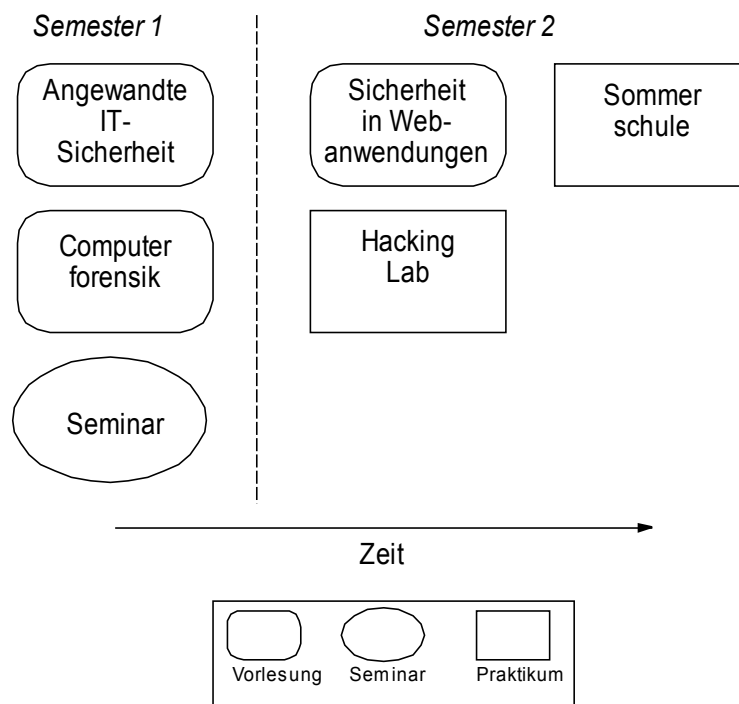 Semester 1
Semester 2
Angewandte
IT-
Sicherheit
Sicherheit
in Web-
anwendungen
Sommer
schule
Computer
forensik
Hacking
Lab
Seminar
Zeit
Vorlesung
Seminar
Praktikum